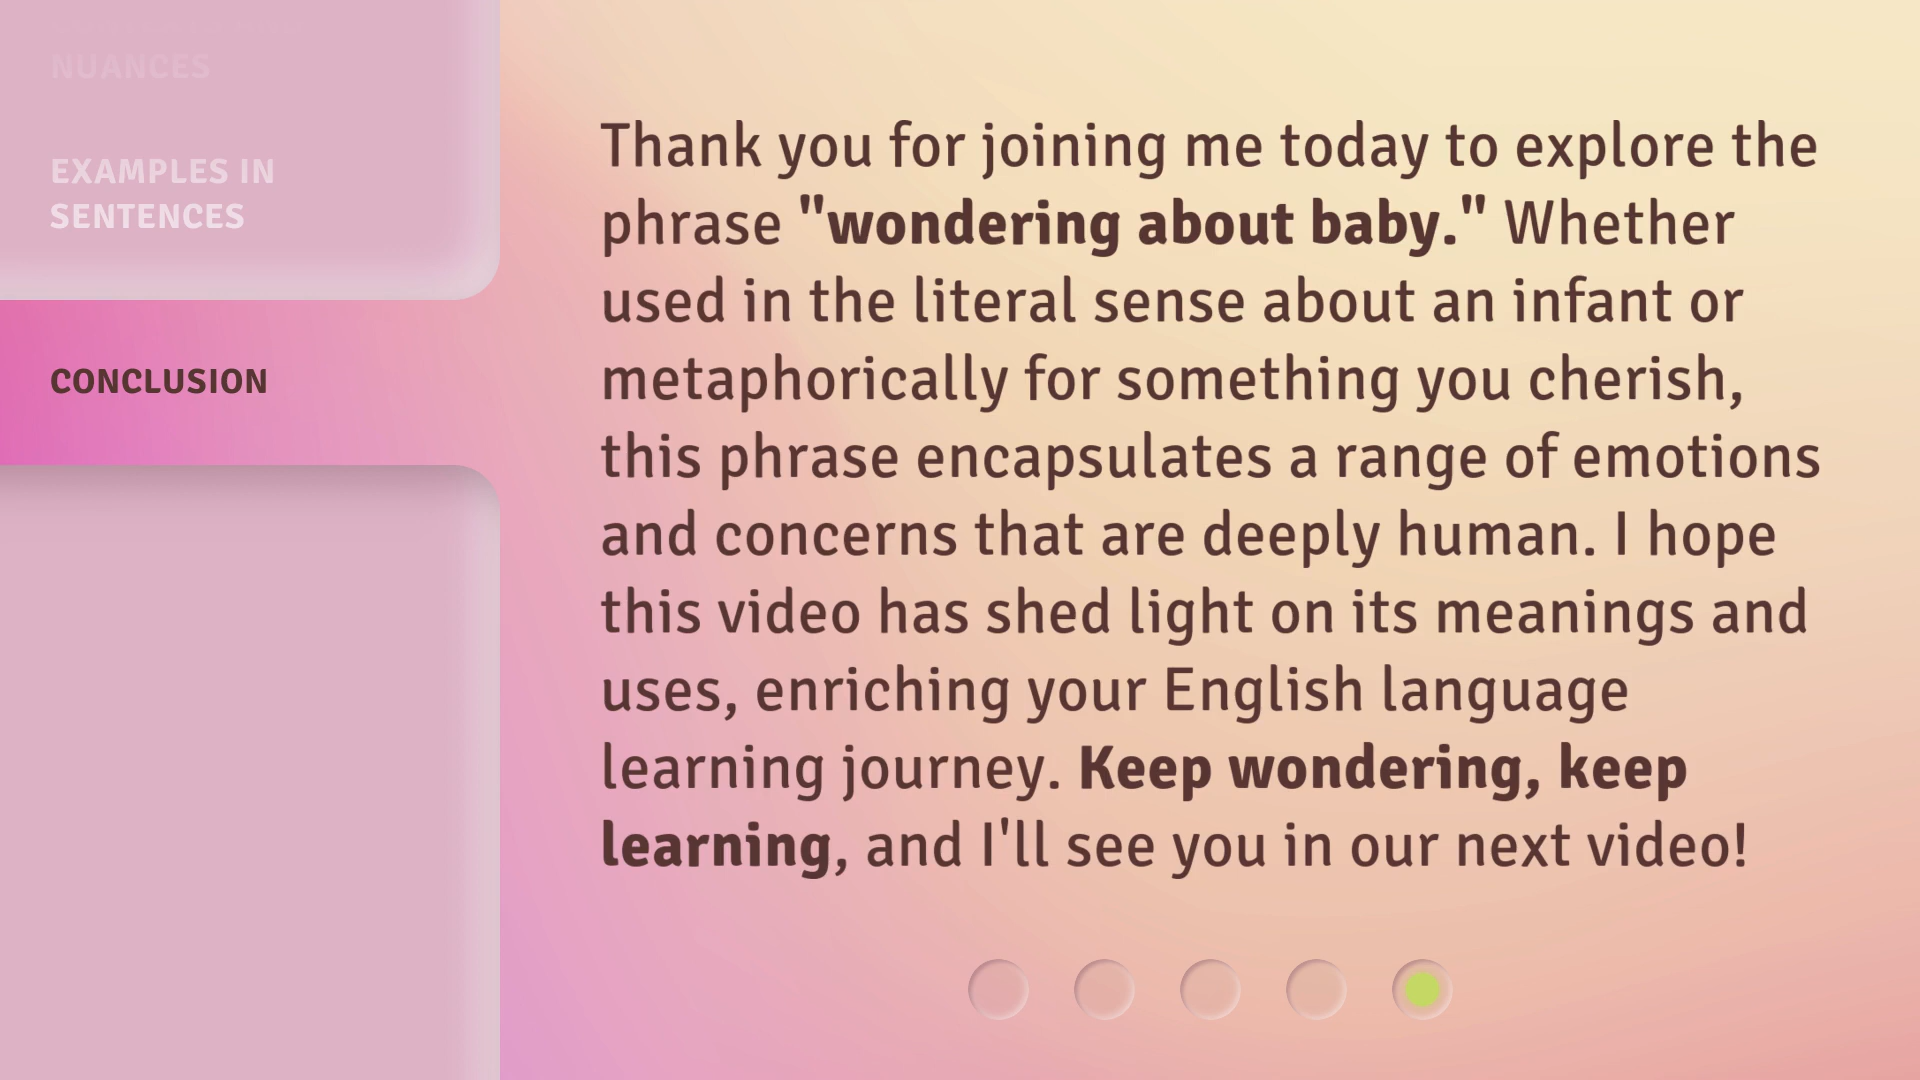 NUANCES
EXAMPLES IN
SENTENCES
CONCLUSION
Thank you for joining me today to explore the
phrase "wondering about baby." Whether
used in the literal sense about an infant or
metaphorically for something you cherish,
this phrase encapsulates a range of emotions
and concerns that are deeply human. I hope
this video has shed light on its meanings and
uses, enriching your English language
learning journey. Keep wondering, keep
learning, and I'll see you in our next video!